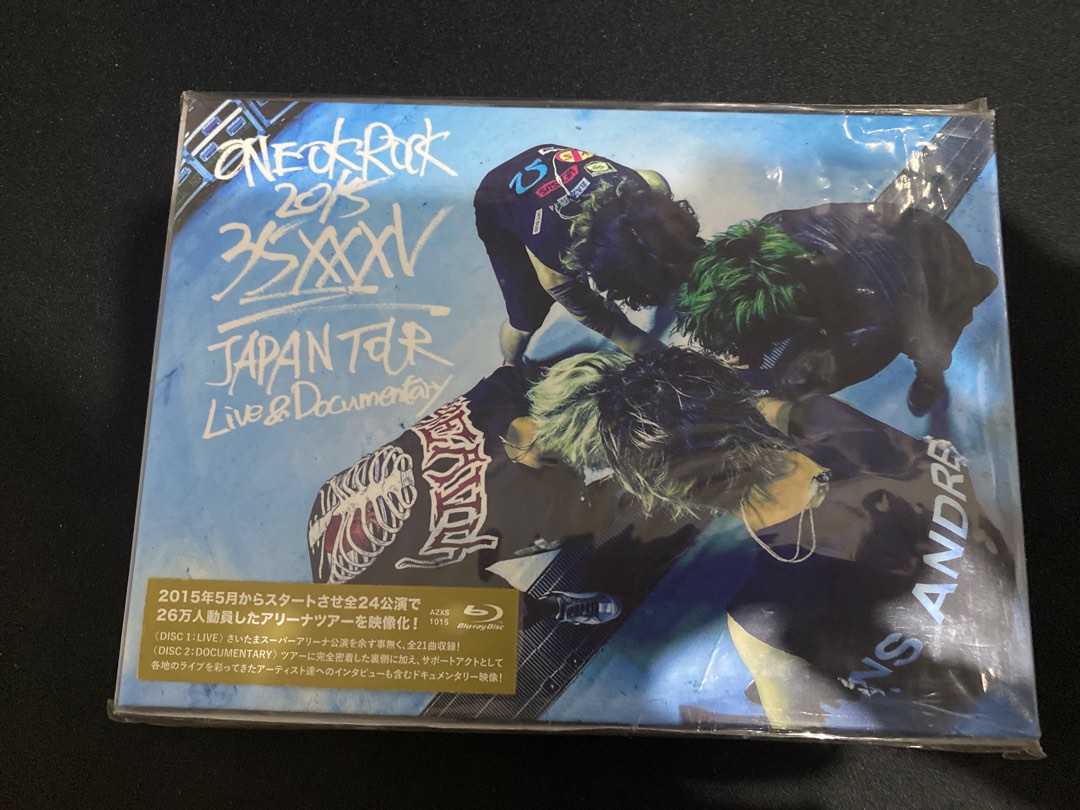 ONE OK ROCK
2015
35XXXV
JAPAN TOUR
Live & Documentary
ANDRE
2015年5月からスタートさせ全24公演で
26万人動員したアリーナツアーを映像化！
AZXS
1015
Blu-ray Disc
〈DISC 1：LIVE〉さいたまスーパーアリーナ公演を余す事無く、全21曲収録！
〈DISC 2：DOCUMENTARY〉ツアーに完全密着した裏側に加え、サポートアクトとして
各地のライブを彩ってきたアーティスト達へのインタビューも含むドキュメンタリー映像！